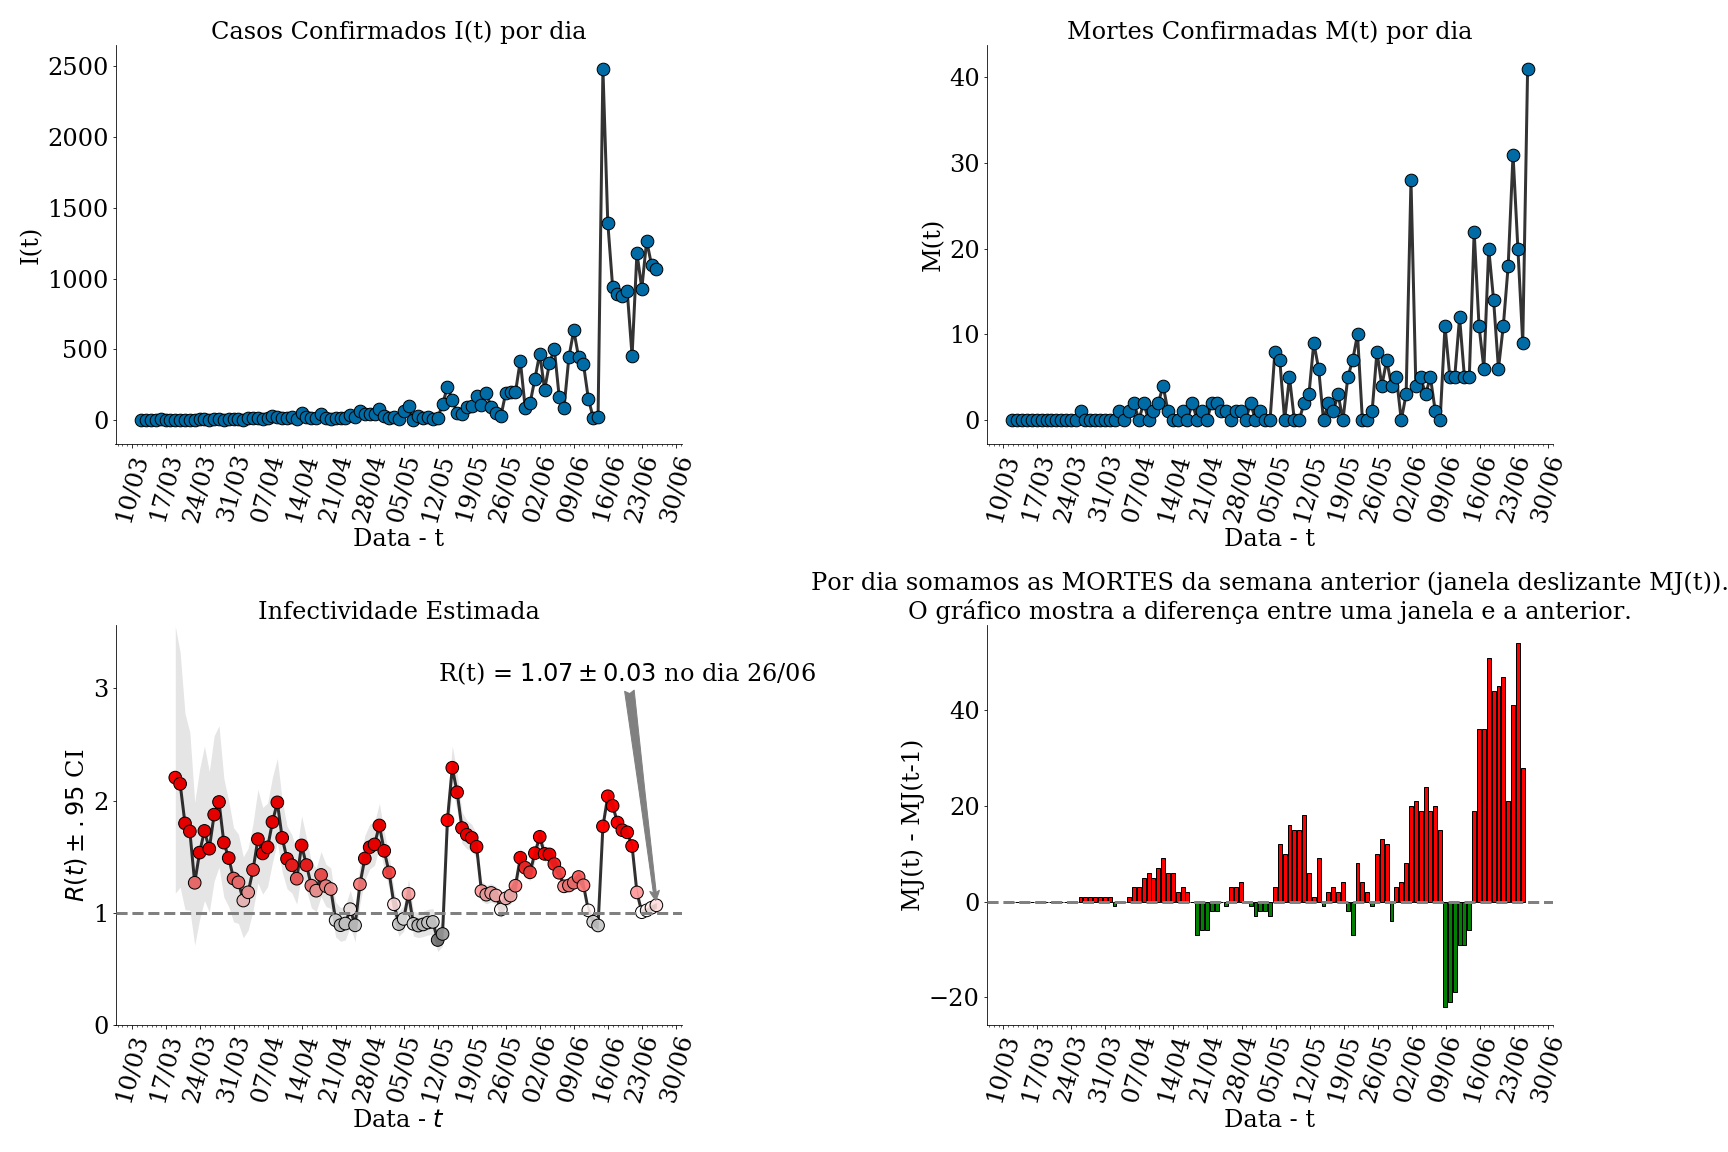 Casos Confirmados I(t) por dia
I(t)
2500
2000
1500
1000
500
0
10/03 17/03 24/03 31/03 07/04 14/04 21/04 28/04 05/05 12/05 19/05 26/05 02/06 09/06 16/06 23/06 30/06
Data - t
Mortes Confirmadas M(t) por dia
M(t)
40
30
20
10
0
10/03 17/03 24/03 31/03 07/04 14/04 21/04 28/04 05/05 12/05 19/05 26/05 02/06 09/06 16/06 23/06 30/06
Data - t
Infectividade Estimada
R(t) = 1.07 ± 0.03 no dia 26/06
R(t) ± .95 CI
3
2
1
0
10/03 17/03 24/03 31/03 07/04 14/04 21/04 28/04 05/05 12/05 19/05 26/05 02/06 09/06 16/06 23/06 30/06
Data - t
Por dia somamos as MORTES da semana anterior (janela deslizante MJ(t)).
O gráfico mostra a diferença entre uma janela e a anterior.
MJ(t) - MJ(t-1)
40
20
0
−20
10/03 17/03 24/03 31/03 07/04 14/04 21/04 28/04 05/05 12/05 19/05 26/05 02/06 09/06 16/06 23/06 30/06
Data - t